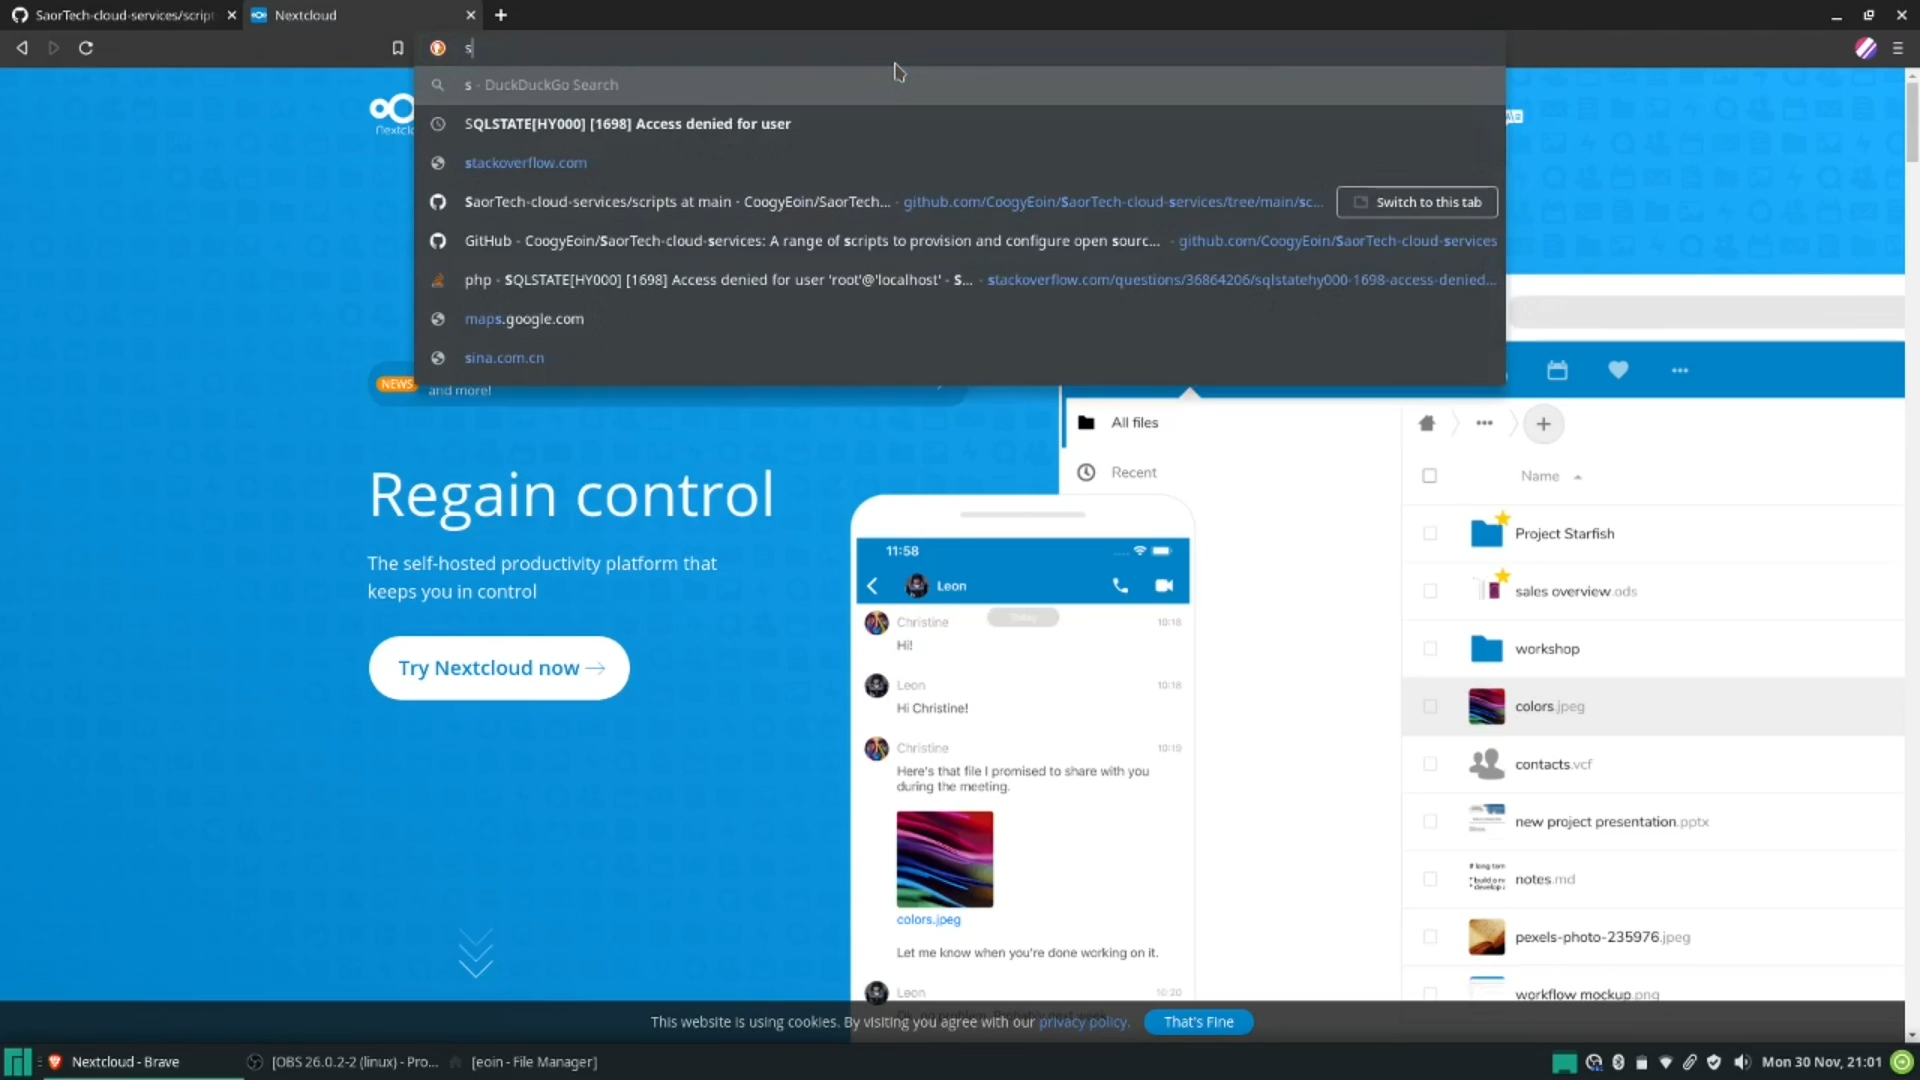 SaorTech-cloud-services/script
Nextcloud
s
s - DuckDuckGo Search
SQLSTATE[HY000] [1698] Access denied for user
stackoverflow.com
SaorTech-cloud-services/scripts at main · CoogyEoin/SaorTech... - github.com/CoogyEoin/SaorTech-cloud-services/tree/main/sc...
Switch to this tab
GitHub - CoogyEoin/SaorTech-cloud-services: A range of scripts to provision and configure open sourc... - github.com/CoogyEoin/SaorTech-cloud-services
php - SQLSTATE[HY000] [1698] Access denied for user 'root'@'localhost' - S... - stackoverflow.com/questions/36864206/sqlstatehy000-1698-access-denied...
maps.google.com
sina.com.cn
NEWS
and more!
All files
Recent
Name
Regain control
The self-hosted productivity platform that
keeps you in control
Try Nextcloud now
11:58
Leon
Today
Christine 10:18
Hi!
Leon 10:18
Hi Christine!
Christine 10:19
Here's that file I promised to share with you
during the meeting.
colors.jpeg
Let me know when you're done working on it.
Leon 10:20
Project Starfish
sales overview.ods
workshop
colors.jpeg
contacts.vcf
new project presentation.pptx
notes.md
pexels-photo-235976.jpeg
workflow mockup.png
This website is using cookies. By visiting you agree with our privacy policy.
That's Fine
Nextcloud - Brave
[OBS 26.0.2-2 (linux) - Pro...
[eoin - File Manager]
Mon 30 Nov, 21:01